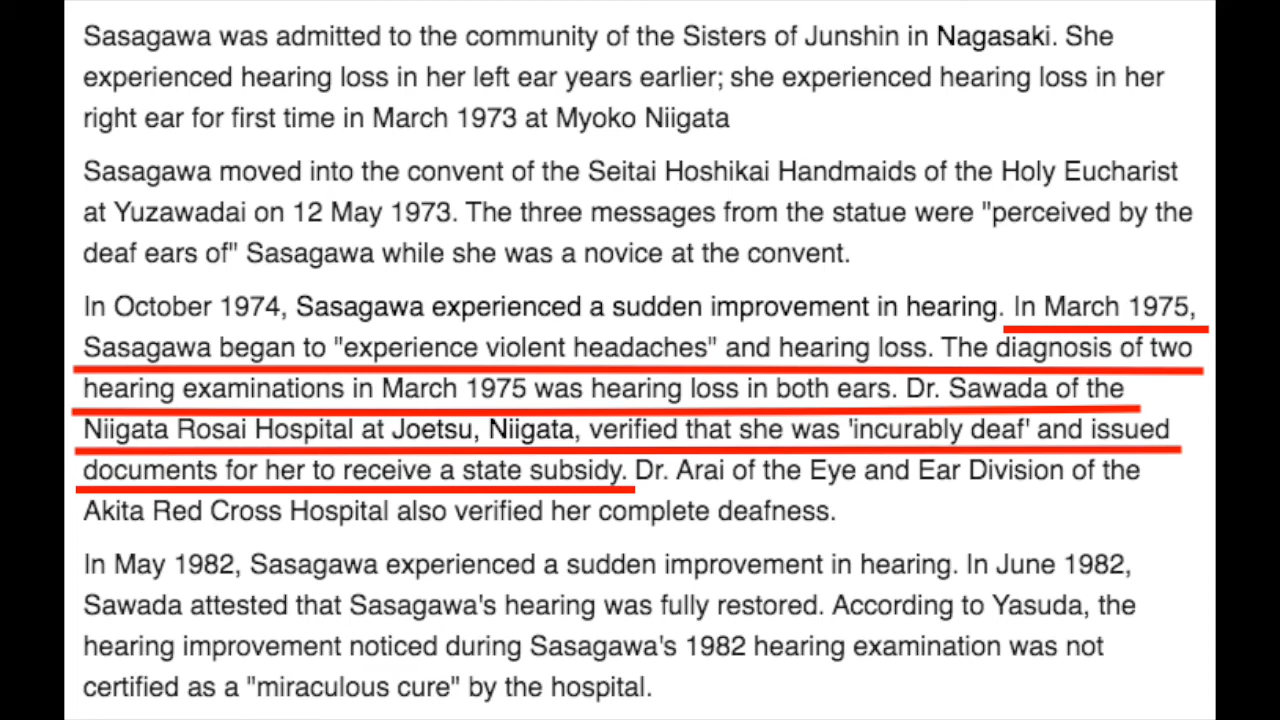 Sasagawa was admitted to the community of the Sisters of Junshin in Nagasaki. She
experienced hearing loss in her left ear years earlier; she experienced hearing loss in her
right ear for first time in March 1973 at Myoko Niigata
Sasagawa moved into the convent of the Seitai Hoshikai Handmaids of the Holy Eucharist
at Yuzawadai on 12 May 1973. The three messages from the statue were "perceived by the
deaf ears of" Sasagawa while she was a novice at the convent.
In October 1974, Sasagawa experienced a sudden improvement in hearing. In March 1975,
Sasagawa began to "experience violent headaches" and hearing loss. The diagnosis of two
hearing examinations in March 1975 was hearing loss in both ears. Dr. Sawada of the
Niigata Rosai Hospital at Joetsu, Niigata, verified that she was 'incurably deaf' and issued
documents for her to receive a state subsidy. Dr. Arai of the Eye and Ear Division of the
Akita Red Cross Hospital also verified her complete deafness.
In May 1982, Sasagawa experienced a sudden improvement in hearing. In June 1982,
Sawada attested that Sasagawa's hearing was fully restored. According to Yasuda, the
hearing improvement noticed during Sasagawa's 1982 hearing examination was not
certified as a "miraculous cure" by the hospital.